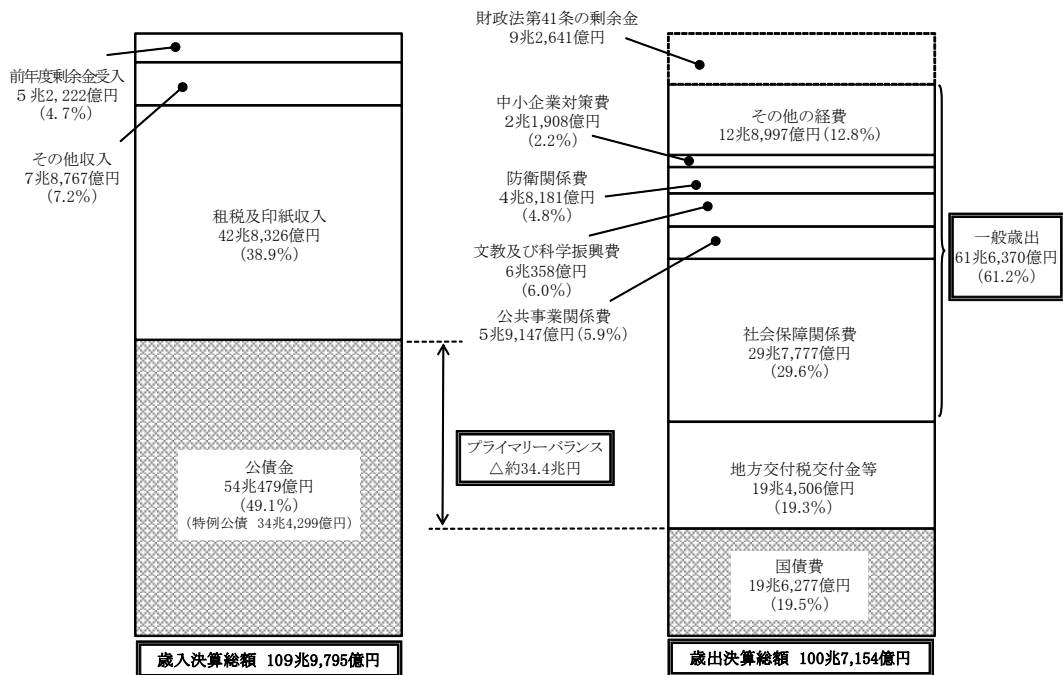 前年度剰余金受入
5兆2,222億円
(4.7%)
その他収入
7兆8,767億円
(7.2%)
租税及印紙収入
42兆8,326億円
(38.9%)
公債金
54兆479億円
(49.1%)
(特例公債 34兆4,299億円)
歳入決算総額 109兆9,795億円
プライマリーバランス
△約34.4兆円
財政法第41条の剰余金
9兆2,641億円
中小企業対策費
2兆1,908億円
(2.2%)
防衛関係費
4兆8,181億円
(4.8%)
文教及び科学振興費
6兆358億円
(6.0%)
公共事業関係費
5兆9,147億円(5.9%)
その他の経費
12兆8,997億円(12.8%)
社会保障関係費
29兆7,777億円
(29.6%)
地方交付税交付金等
19兆4,506億円
(19.3%)
国債費
19兆6,277億円
(19.5%)
歳出決算総額 100兆7,154億円
一般歳出
61兆6,370億円
(61.2%)